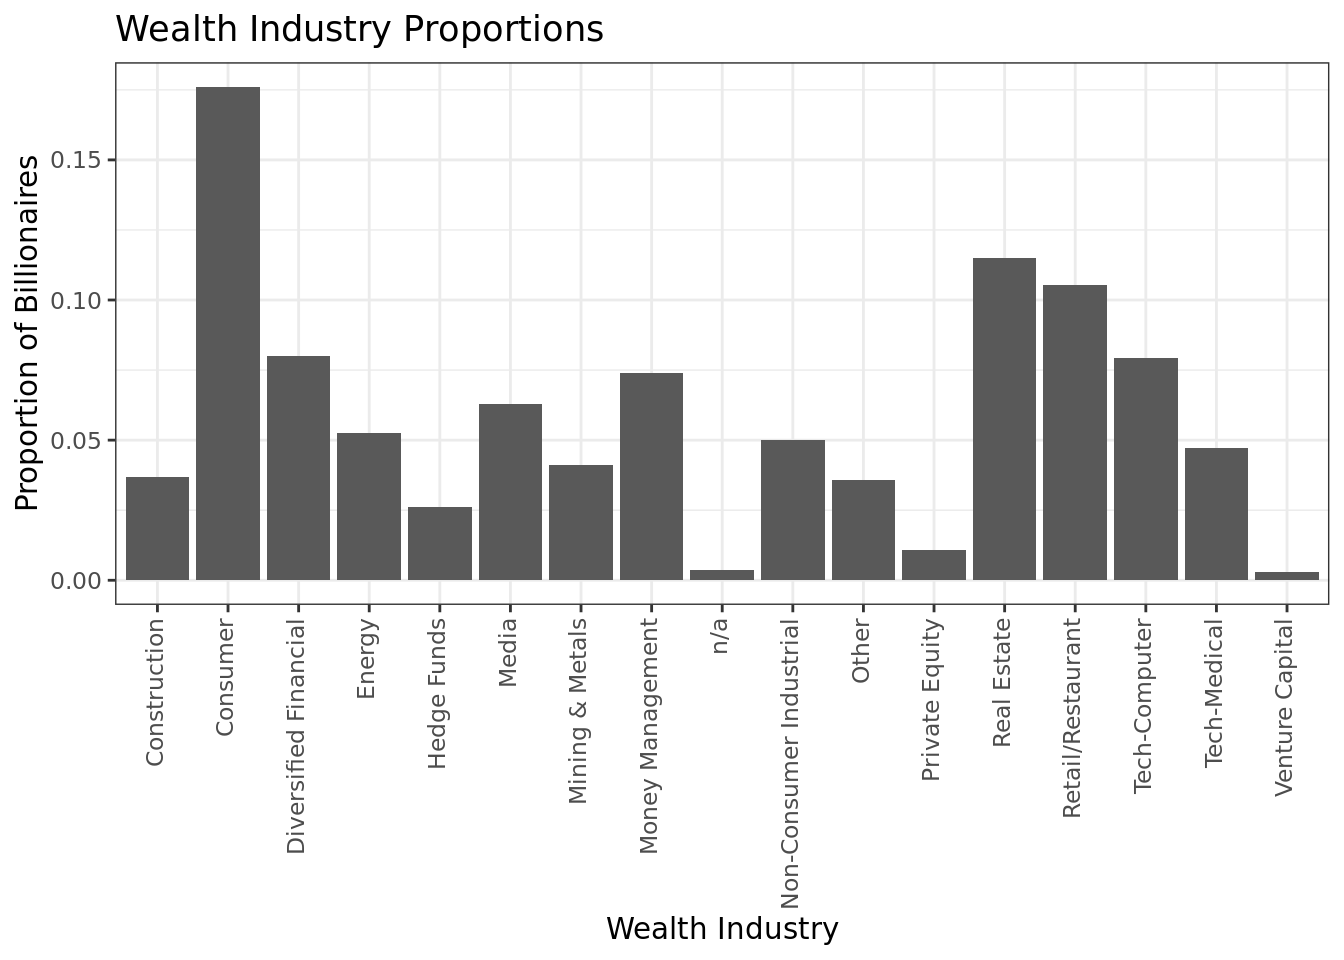 Wealth Industry Proportions
Proportion of Billionaires
0.15
0.10
0.05
0.00
Construction
Consumer
Diversified Financial
Energy
Hedge Funds
Media
Mining & Metals
Money Management
n/a
Non-Consumer Industrial
Other
Private Equity
Real Estate
Retail/Restaurant
Tech-Computer
Tech-Medical
Venture Capital
Wealth Industry